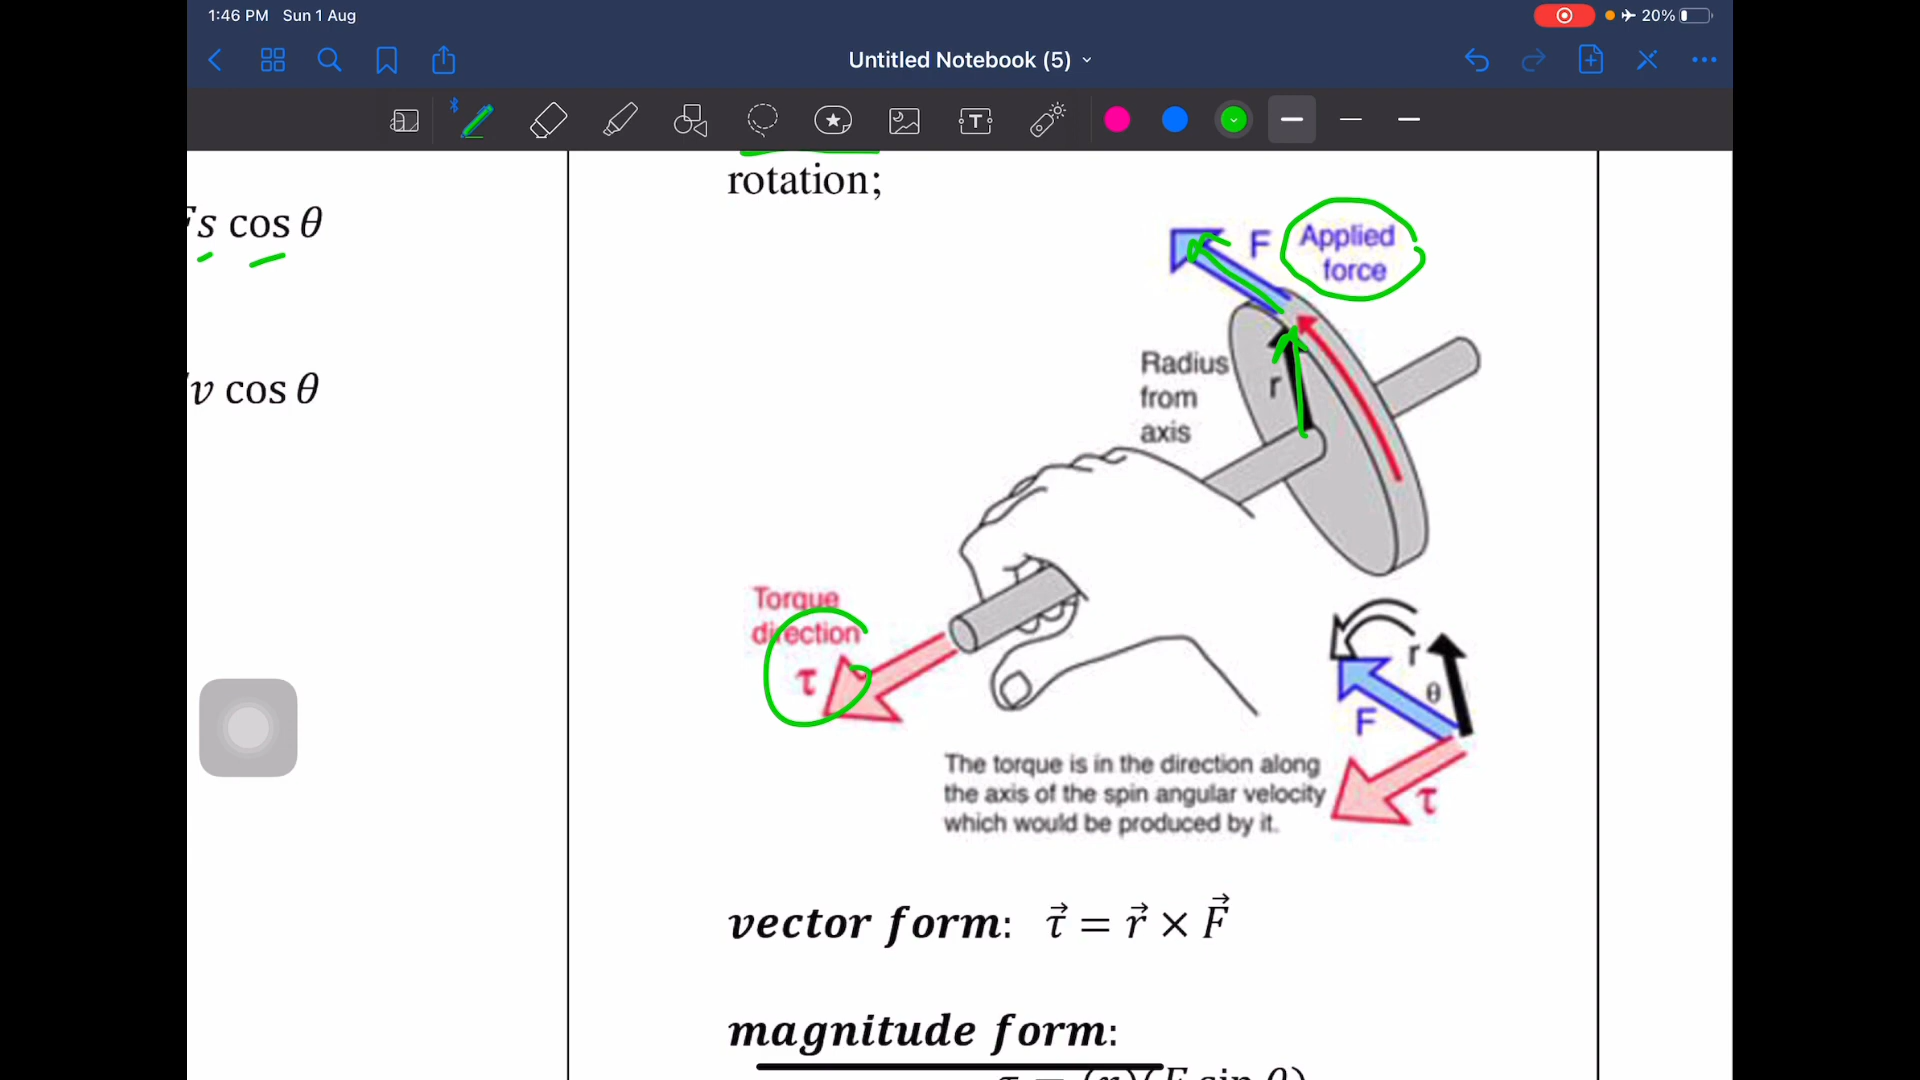 1:46 PM Sun 1 Aug
20%
Untitled Notebook (5)
T
s cos θ
v cos θ
rotation;
F Applied force
Radius from axis
r
Torque direction
τ
r
θ
F
τ
The torque is in the direction along
the axis of the spin angular velocity
which would be produced by it.
vector form: τ⃗ = r⃗ × F⃗
magnitude form:
τ = (r)(F sin θ)